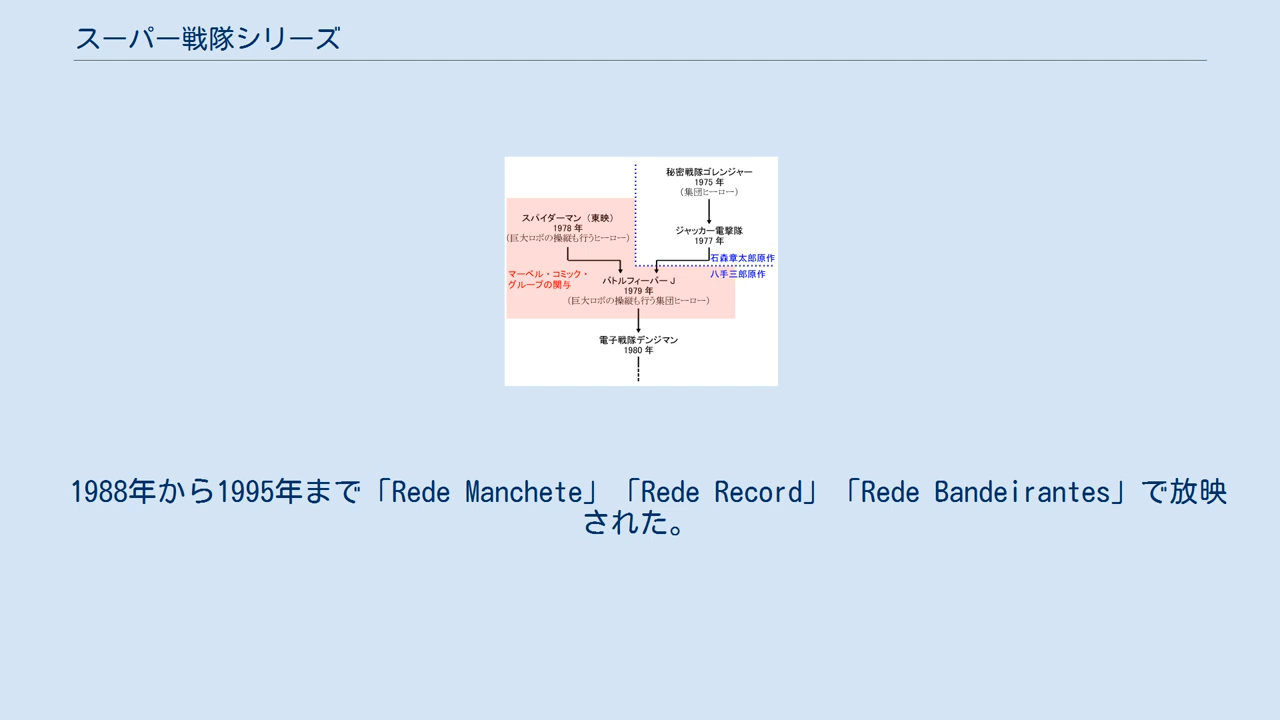 スーパー戦隊シリーズ
秘密戦隊ゴレンジャー
1975 年
(集団ヒーロー)
スパイダーマン (東映)
1978 年
(巨大ロボの操縦も行うヒーロー)
ジャッカー電撃隊
1977 年
石森章太郎原作
八手三郎原作
マーベル・コミック・
グループの関与
バトルフィーバー J
1979 年
(巨大ロボの操縦も行う集団ヒーロー)
電子戦隊デンジマン
1980 年
1988年から1995年まで「Rede Manchete」「Rede Record」「Rede Bandeirantes」で放映
された。